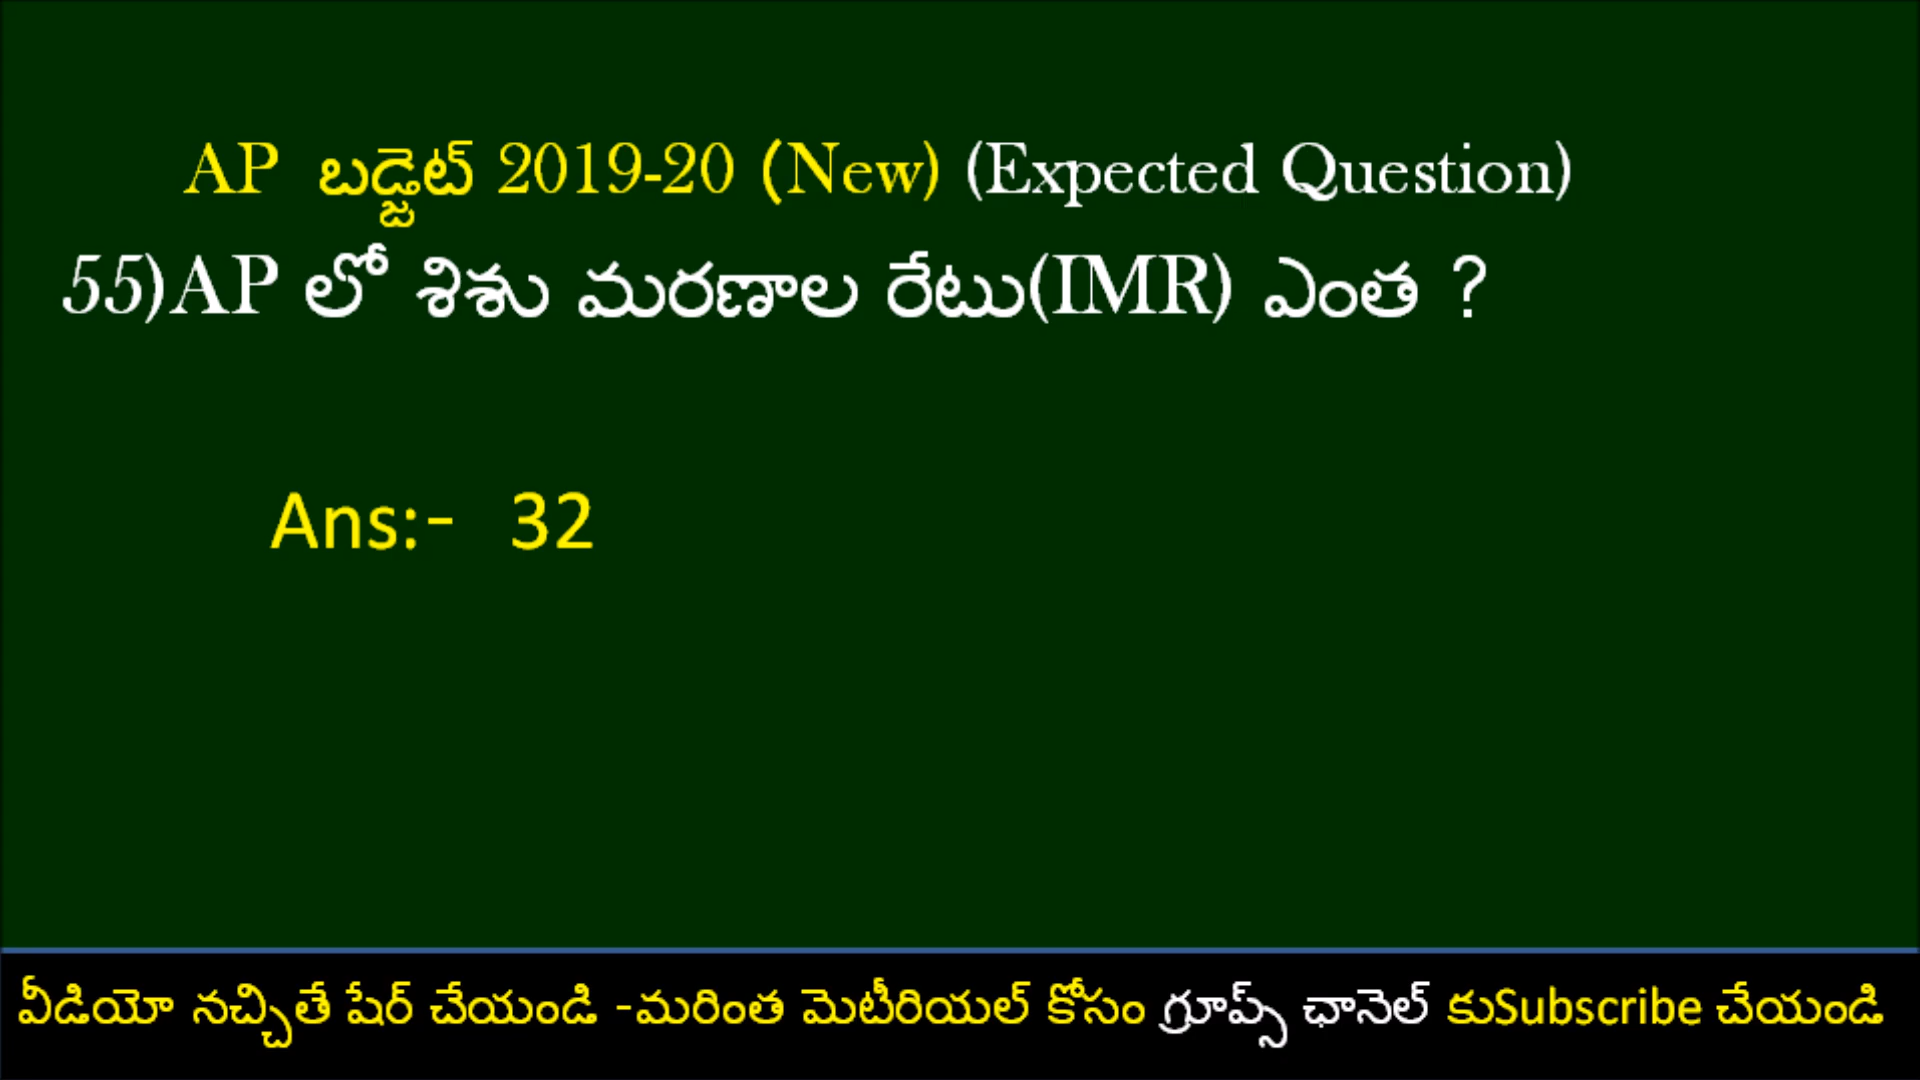 AP బడ్జెట్ 2019-20 (New) (Expected Question)
55)AP లో శిశు మరణాల రేటు(IMR) ఎంత ?
Ans:- 32
వీడియో నచ్చితే షేర్ చేయండి -మరింత మెటీరియల్ కోసం గ్రూప్స్ ఛానెల్ కుSubscribe చేయండి